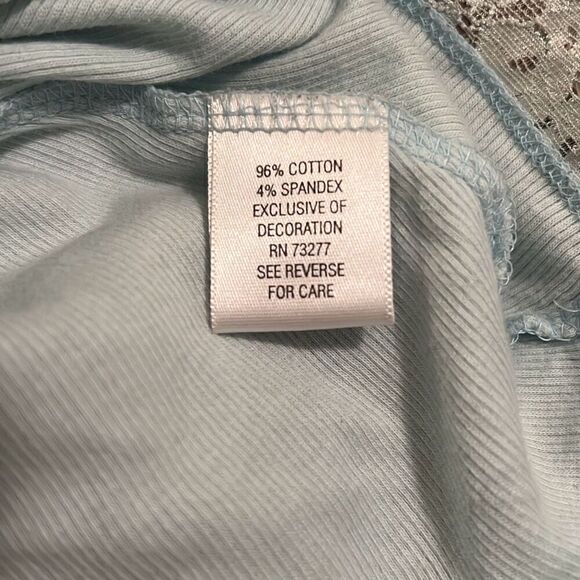 96% COTTON
4% SPANDEX
EXCLUSIVE OF
DECORATION
RN 73277
SEE REVERSE
FOR CARE